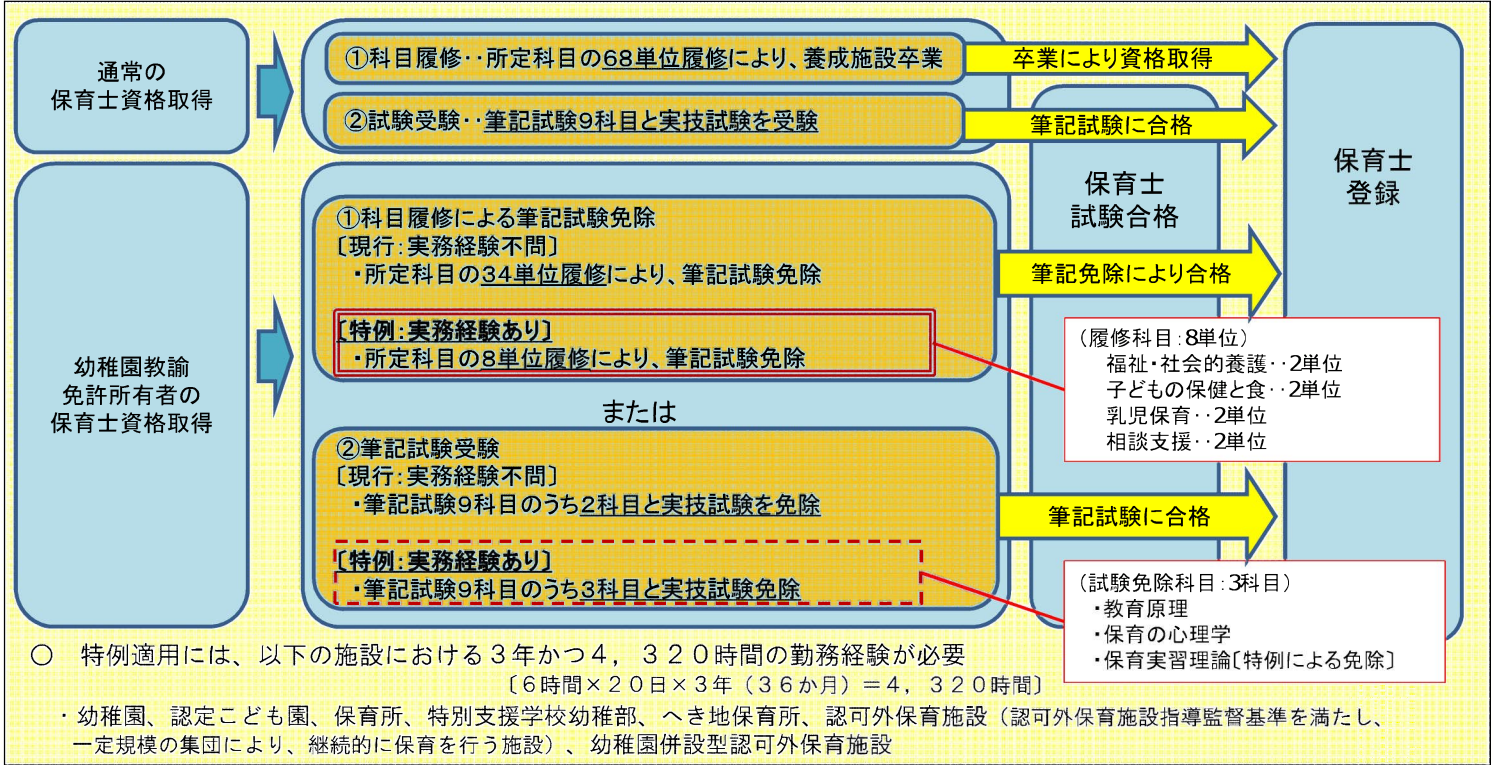 通常の
保育士資格取得
①科目履修‥所定科目の68単位履修により、養成施設卒業
卒業により資格取得
②試験受験‥筆記試験9科目と実技試験を受験
筆記試験に合格
保育士
試験合格
保育士
登録
幼稚園教諭
免許所有者の
保育士資格取得
①科目履修による筆記試験免除
〔現行：実務経験不問〕
・所定科目の34単位履修により、筆記試験免除
〔特例：実務経験あり〕
・所定科目の8単位履修により、筆記試験免除
筆記免除により合格
（履修科目：8単位）
福祉・社会的養護‥2単位
子どもの保健と食‥2単位
乳児保育‥2単位
相談支援‥2単位
または
②筆記試験受験
〔現行：実務経験不問〕
・筆記試験9科目のうち2科目と実技試験を免除
〔特例：実務経験あり〕
・筆記試験9科目のうち3科目と実技試験免除
筆記試験に合格
（試験免除科目：3科目）
・教育原理
・保育の心理学
・保育実習理論〔特例による免除〕
○　特例適用には、以下の施設における３年かつ４，３２０時間の勤務経験が必要
〔６時間×２０日×３年（３６か月）＝４，３２０時間〕
・幼稚園、認定こども園、保育所、特別支援学校幼稚部、へき地保育所、認可外保育施設（認可外保育施設指導監督基準を満たし、
一定規模の集団により、継続的に保育を行う施設）、幼稚園併設型認可外保育施設